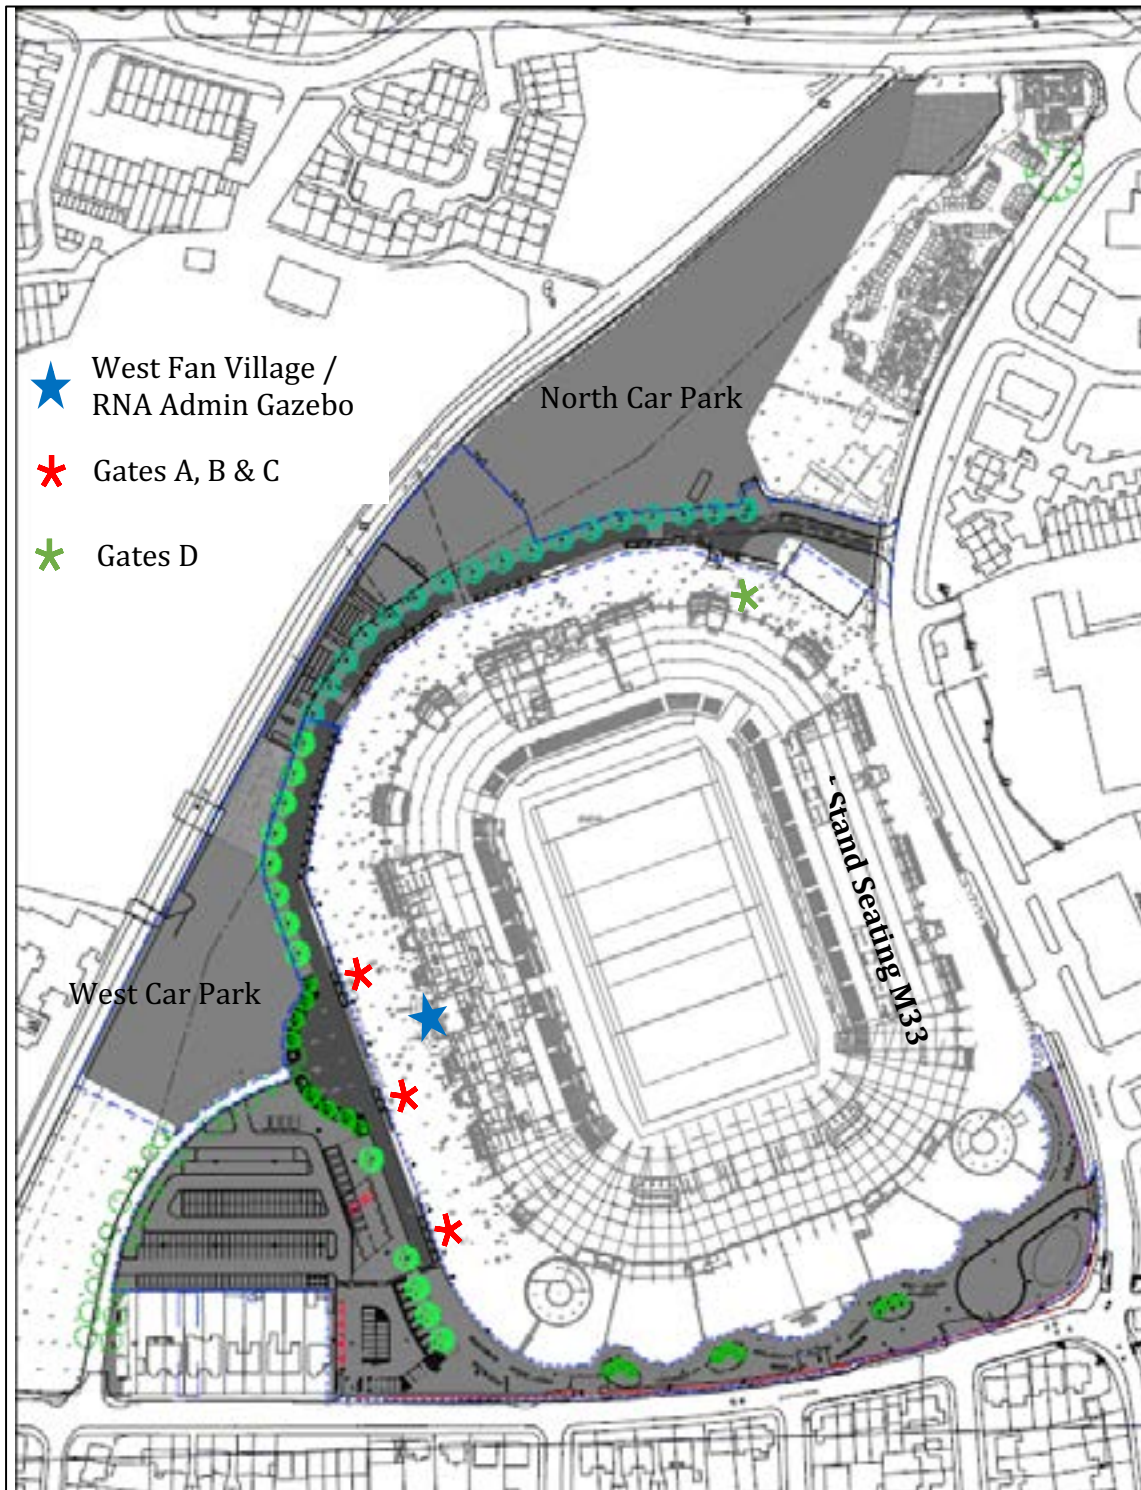 West Fan Village /
RNA Admin Gazebo
Gates A, B & C
Gates D
North Car Park
West Car Park
Stand Seating M33